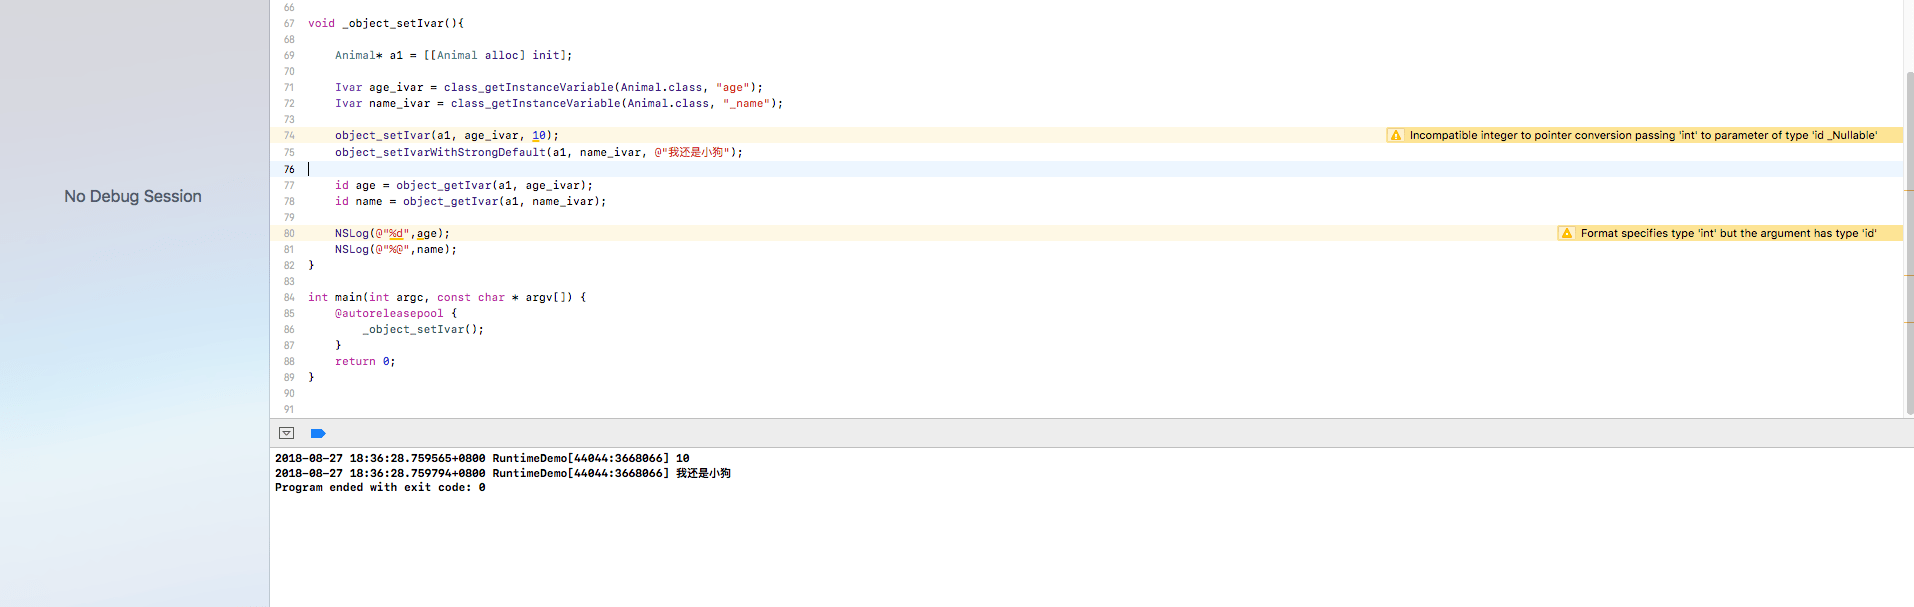 No Debug Session
66
67 void _object_setIvar(){
68
69 Animal* a1 = [[Animal alloc] init];
70
71 Ivar age_ivar = class_getInstanceVariable(Animal.class, "age");
72 Ivar name_ivar = class_getInstanceVariable(Animal.class, "_name");
73
74 object_setIvar(a1, age_ivar, 10); Incompatible integer to pointer conversion passing 'int' to parameter of type 'id _Nullable'
75 object_setIvarWithStrongDefault(a1, name_ivar, @"我还是小狗");
76
77 id age = object_getIvar(a1, age_ivar);
78 id name = object_getIvar(a1, name_ivar);
79
80 NSLog(@"%d",age); Format specifies type 'int' but the argument has type 'id'
81 NSLog(@"%@",name);
82 }
83
84 int main(int argc, const char * argv[]) {
85 @autoreleasepool {
86 _object_setIvar();
87 }
88 return 0;
89 }
90
91
2018-08-27 18:36:28.759565+0800 RuntimeDemo[44044:3668066] 10
2018-08-27 18:36:28.759794+0800 RuntimeDemo[44044:3668066] 我还是小狗
Program ended with exit code: 0